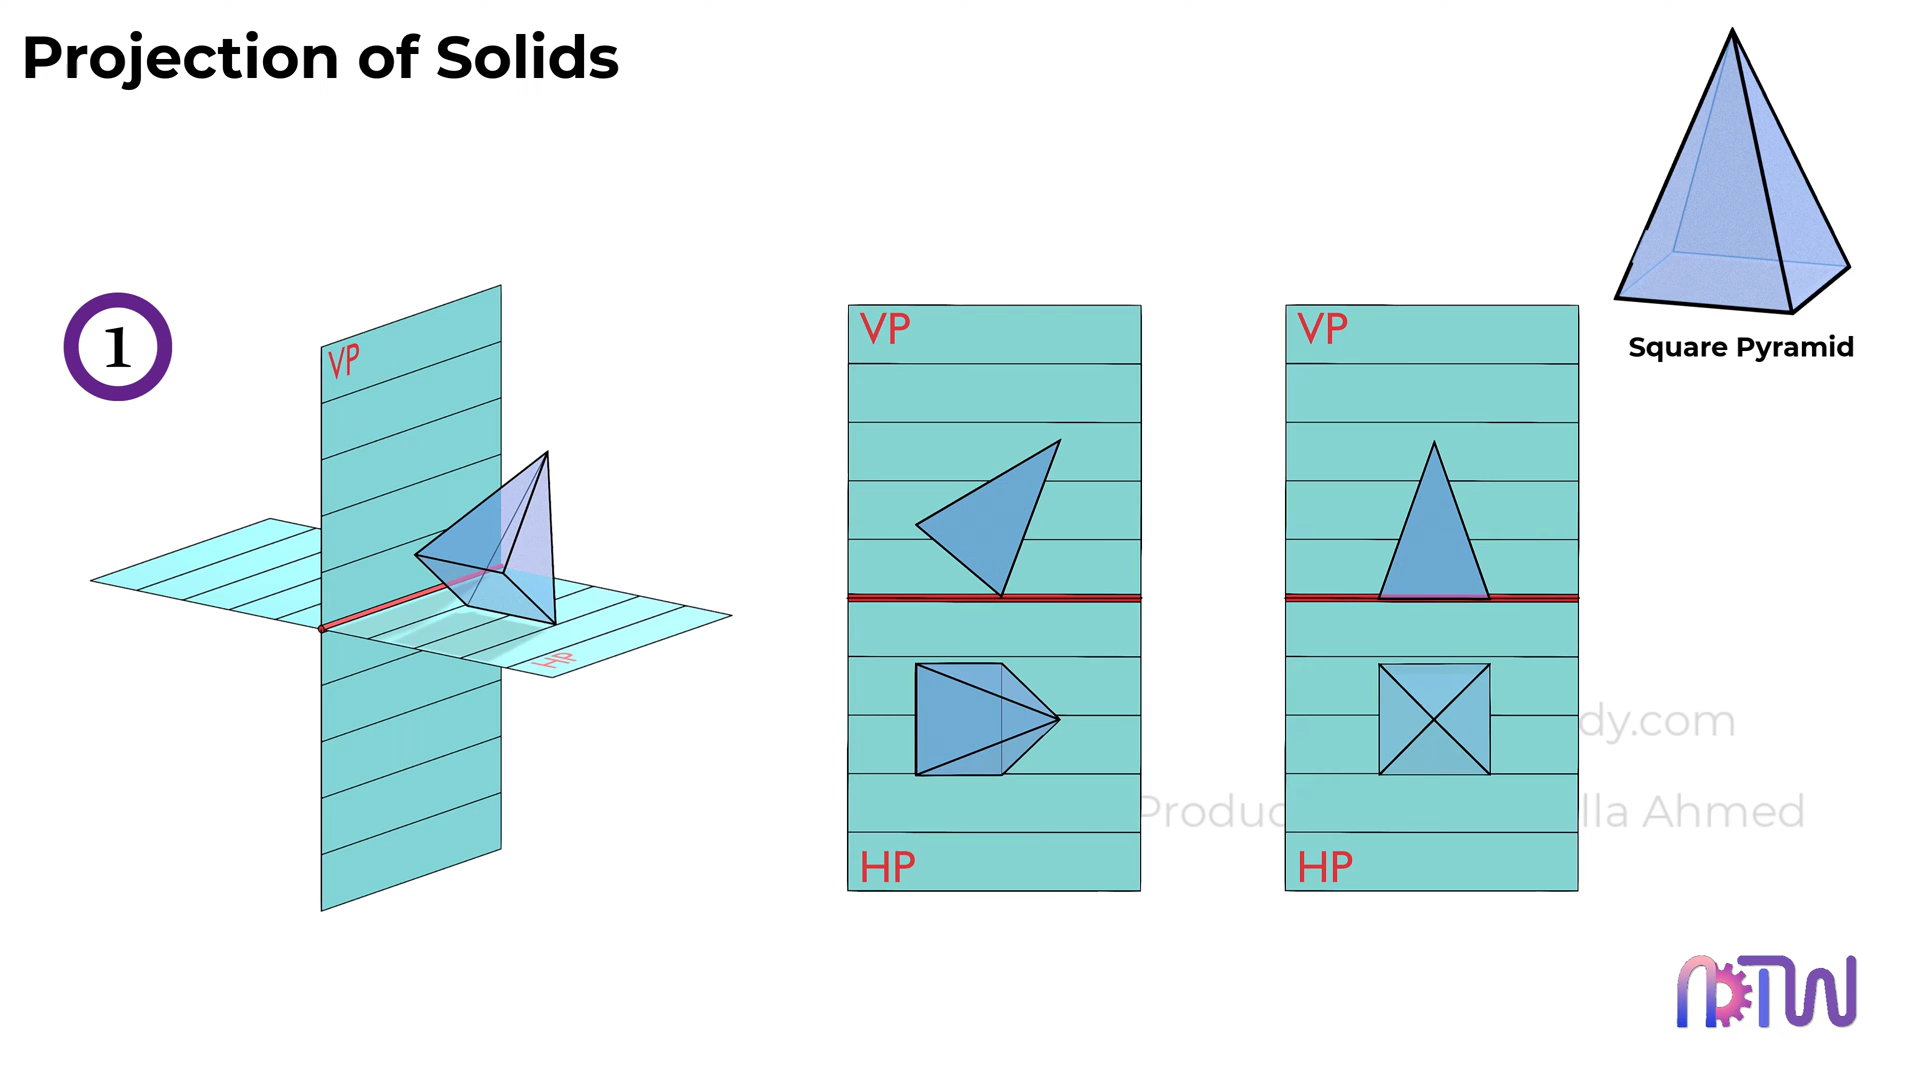 Projection of Solids
1
VP
HP
VP
HP
VP
HP
Square Pyramid
dy.com
Produc
lla Ahmed